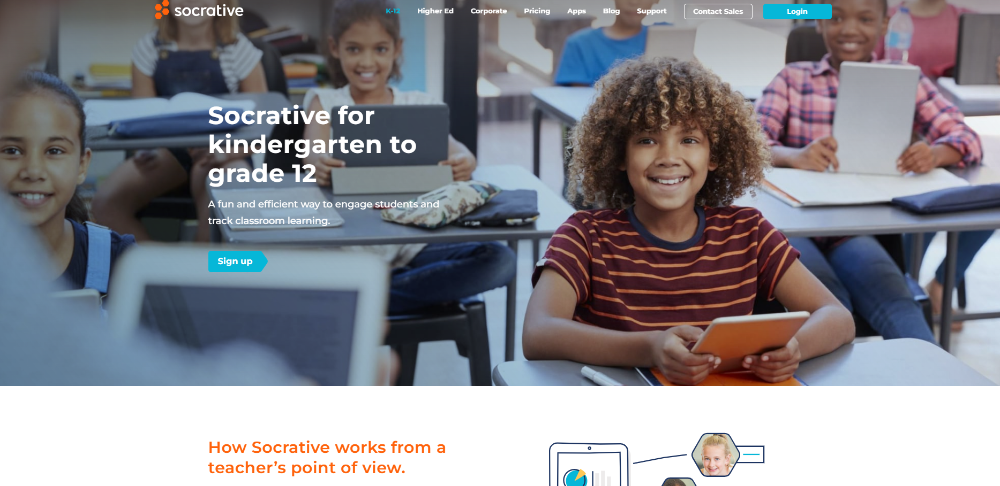 socrative
K-12 Higher Ed Corporate Pricing Apps Blog Support Contact Sales Login
Socrative for
kindergarten to
grade 12
A fun and efficient way to engage students and
track classroom learning.
Sign up
How Socrative works from a
teacher’s point of view.